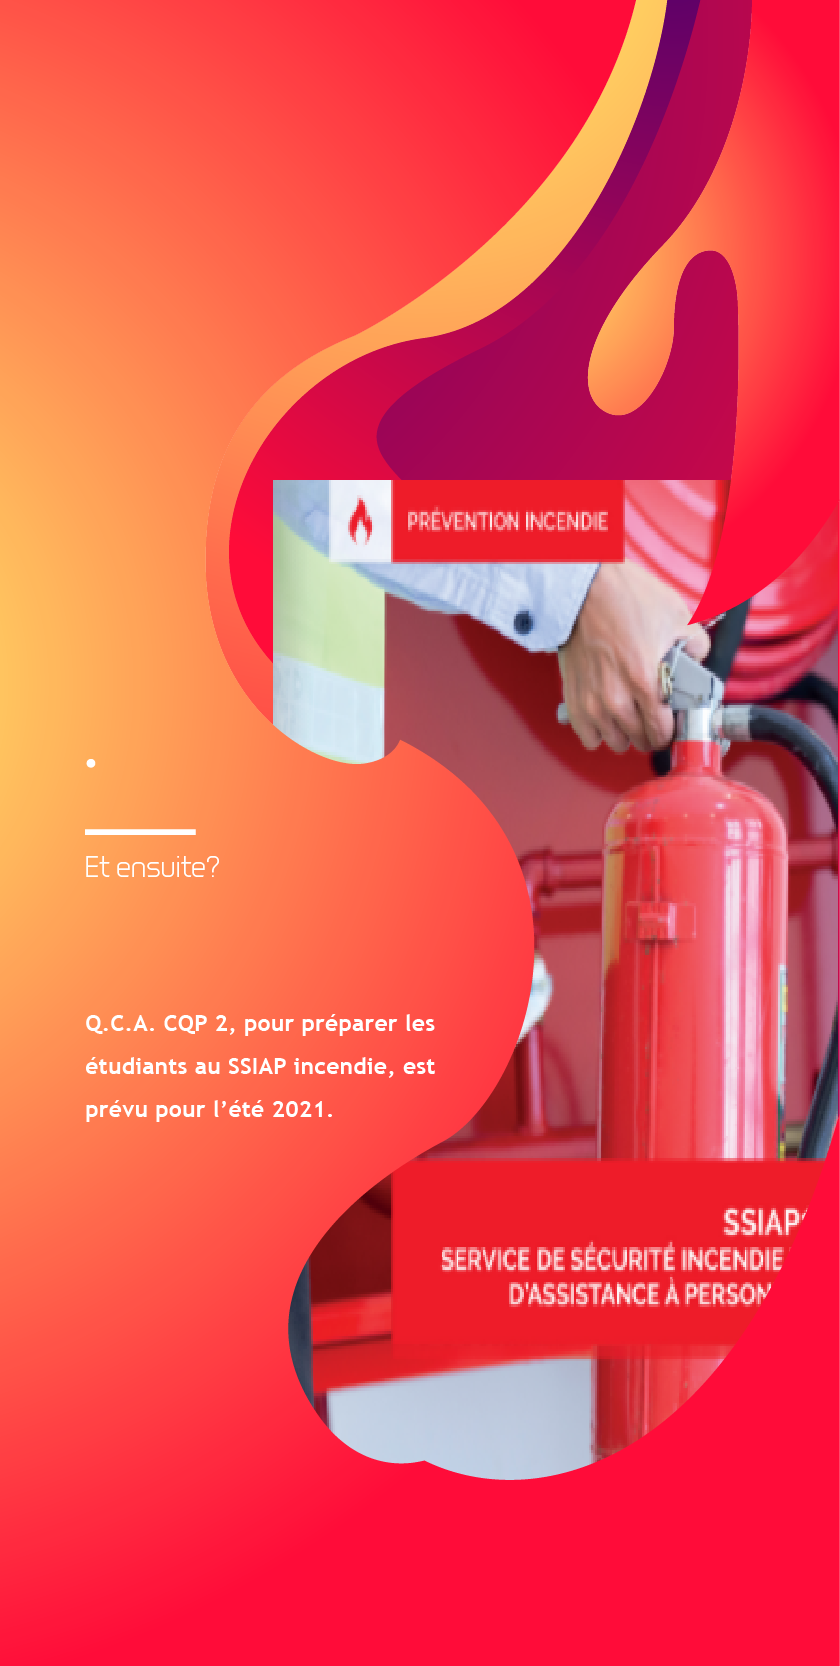 PRÉVENTION INCENDIE
Et ensuite?
Q.C.A. CQP 2, pour préparer les
étudiants au SSIAP incendie, est
prévu pour l’été 2021.
SSIAP
SERVICE DE SÉCURITÉ INCENDIE
D'ASSISTANCE À